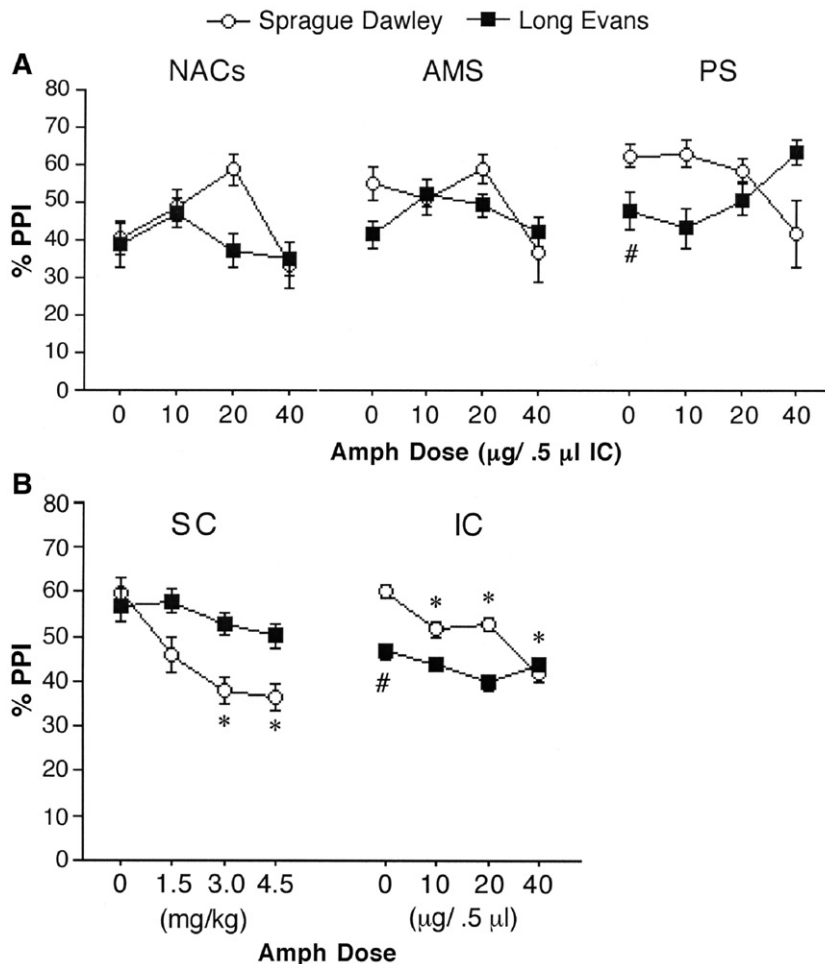 Sprague Dawley Long Evans
A
NACs AMS PS
80
70
60
50
40
30
20
10
0
% PPI
#
0 10 20 40 0 10 20 40 0 10 20 40
Amph Dose (μg/ .5 μl IC)
B
SC IC
80
70
60
50
40
30
20
10
0
% PPI
* * *
#
* *
0 1.5 3.0 4.5 0 10 20 40
(mg/kg) (μg/ .5 μl)
Amph Dose